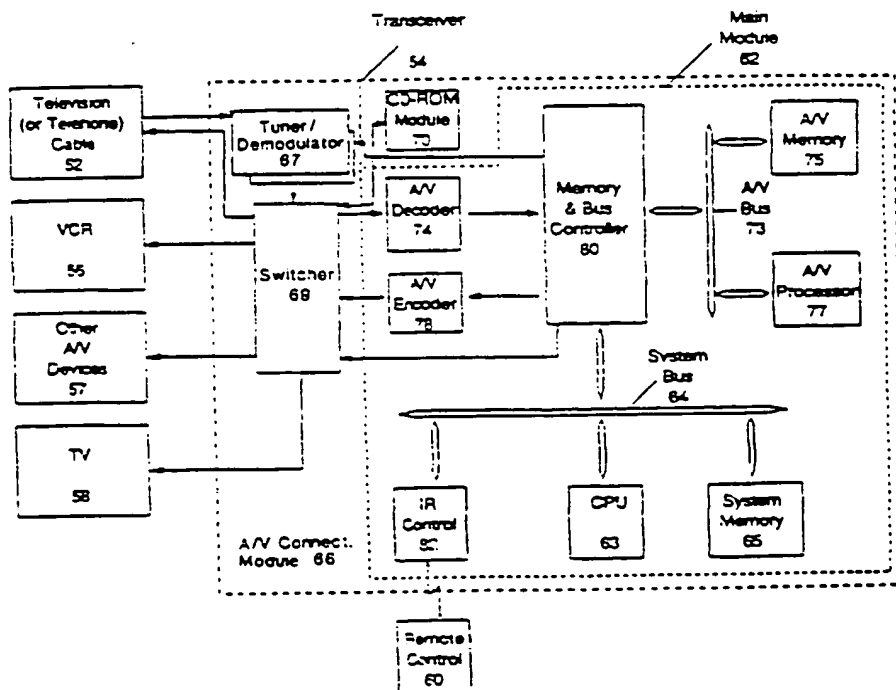 Transceiver
54
Main
Module
62
Television
(or Telephone)
Cable
52
Tuner /
Demodulator
67
CD-ROM
Module
70
A/V
Memory
75
VCR
55
Switcher
69
A/V
Decoder
74
Memory
& Bus
Controller
80
A/V
Bus
73
A/V
Encoder
78
A/V
Processor
77
Other
A/V
Devices
57
System
Bus
64
TV
58
A/V Connect.
Module 66
IR
Control
82
CPU
63
System
Memory
65
Remote
Control
60